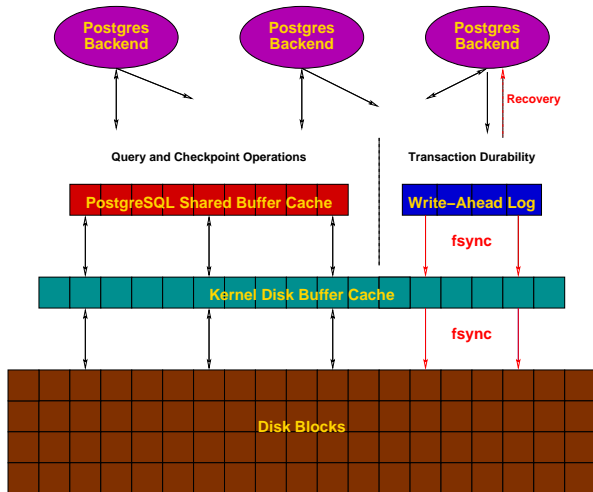 Postgres
Backend
Postgres
Backend
Postgres
Backend
Recovery
Query and Checkpoint Operations
Transaction Durability
PostgreSQL Shared Buffer Cache
Write−Ahead Log
fsync
Kernel Disk Buffer Cache
fsync
Disk Blocks